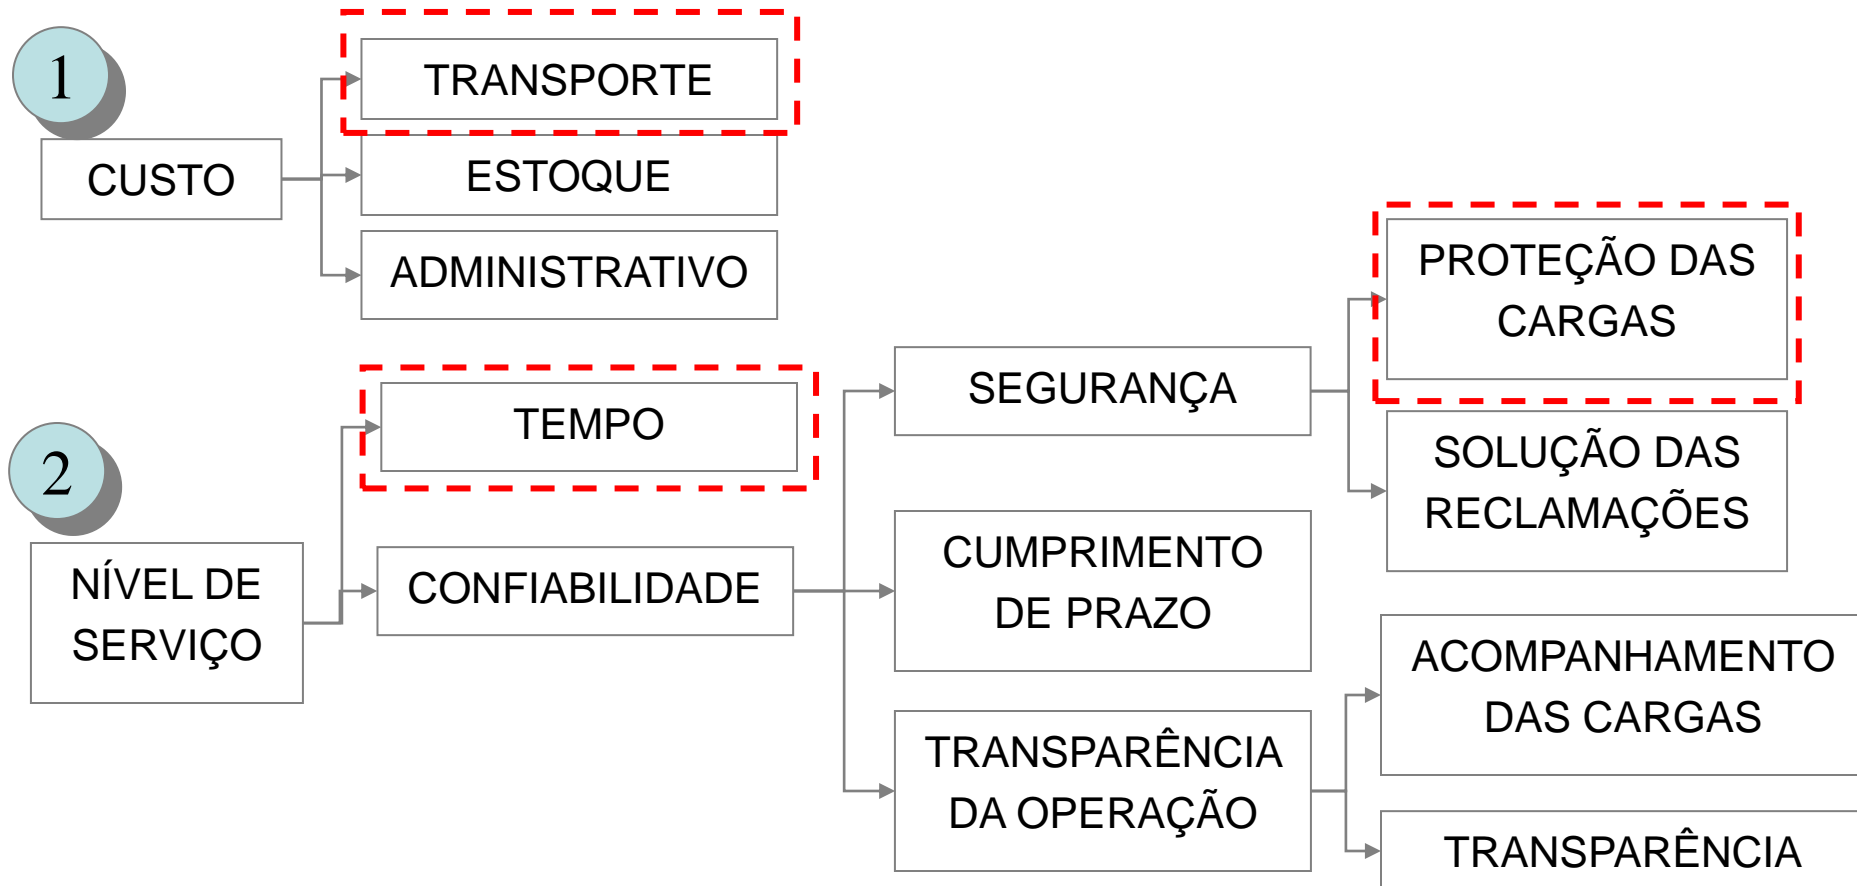 1
TRANSPORTE
CUSTO
ESTOQUE
ADMINISTRATIVO
2
NÍVEL DE
SERVIÇO
TEMPO
CONFIABILIDADE
SEGURANÇA
PROTEÇÃO DAS
CARGAS
SOLUÇÃO DAS
RECLAMAÇÕES
CUMPRIMENTO
DE PRAZO
TRANSPARÊNCIA
DA OPERAÇÃO
ACOMPANHAMENTO
DAS CARGAS
TRANSPARÊNCIA